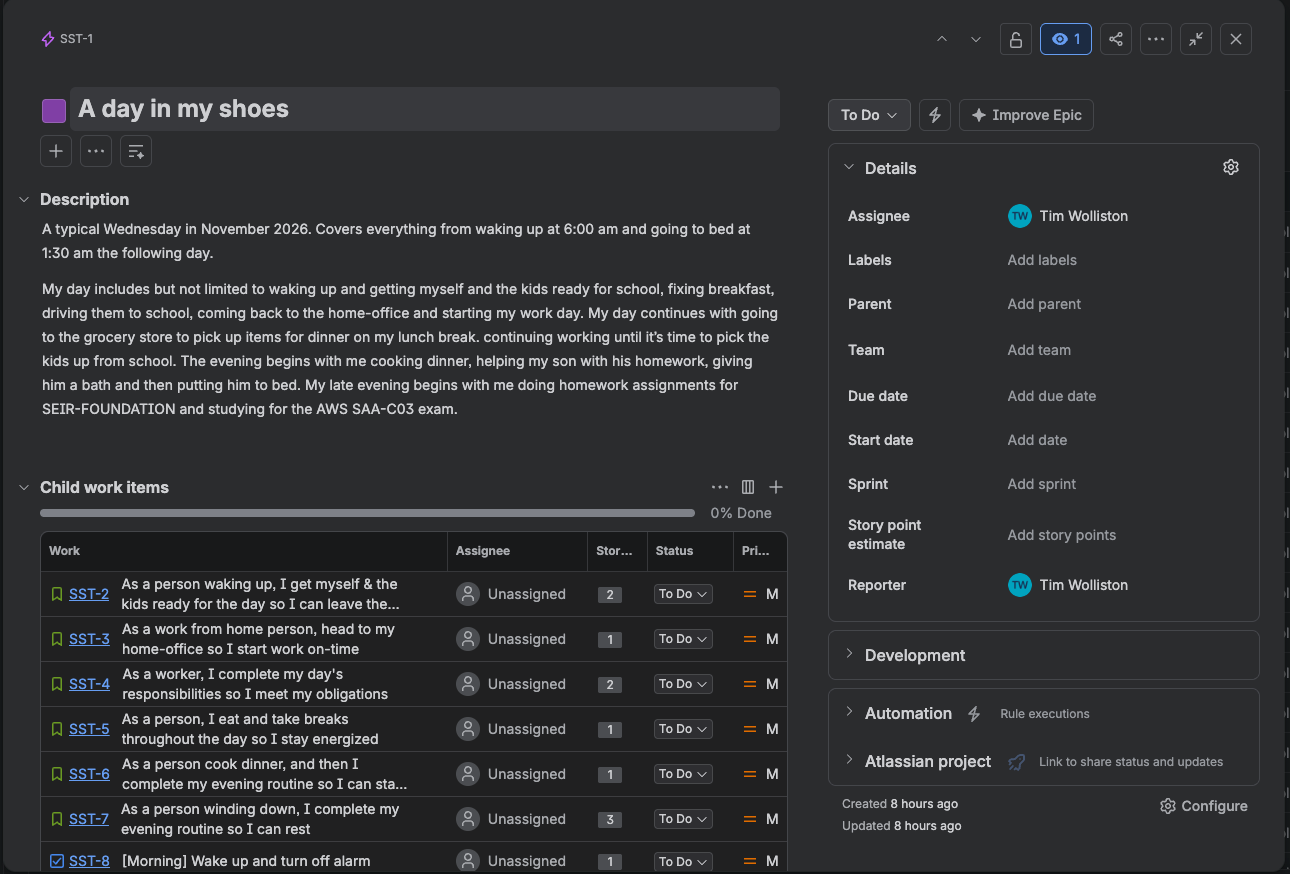 SST-1
1
A day in my shoes
To Do
Improve Epic
Description
A typical Wednesday in November 2026. Covers everything from waking up at 6:00 am and going to bed at
1:30 am the following day.
My day includes but not limited to waking up and getting myself and the kids ready for school, fixing breakfast,
driving them to school, coming back to the home-office and starting my work day. My day continues with going
to the grocery store to pick up items for dinner on my lunch break. continuing working until it's time to pick the
kids up from school. The evening begins with me cooking dinner, helping my son with his homework, giving
him a bath and then putting him to bed. My late evening begins with me doing homework assignments for
SEIR-FOUNDATION and studying for the AWS SAA-C03 exam.
Child work items
0% Done
Work Assignee Stor... Status Pri...
SST-2 As a person waking up, I get myself & the
kids ready for the day so I can leave the... Unassigned 2 To Do M
SST-3 As a work from home person, head to my
home-office so I start work on-time Unassigned 1 To Do M
SST-4 As a worker, I complete my day's
responsibilities so I meet my obligations Unassigned 2 To Do M
SST-5 As a person, I eat and take breaks
throughout the day so I stay energized Unassigned 1 To Do M
SST-6 As a person cook dinner, and then I
complete my evening routine so I can sta... Unassigned 1 To Do M
SST-7 As a person winding down, I complete my
evening routine so I can rest Unassigned 3 To Do M
SST-8 [Morning] Wake up and turn off alarm Unassigned 1 To Do M
Details
Assignee TW Tim Wolliston
Labels Add labels
Parent Add parent
Team Add team
Due date Add due date
Start date Add date
Sprint Add sprint
Story point
estimate Add story points
Reporter TW Tim Wolliston
Development
Automation Rule executions
Atlassian project Link to share status and updates
Created 8 hours ago
Updated 8 hours ago
Configure